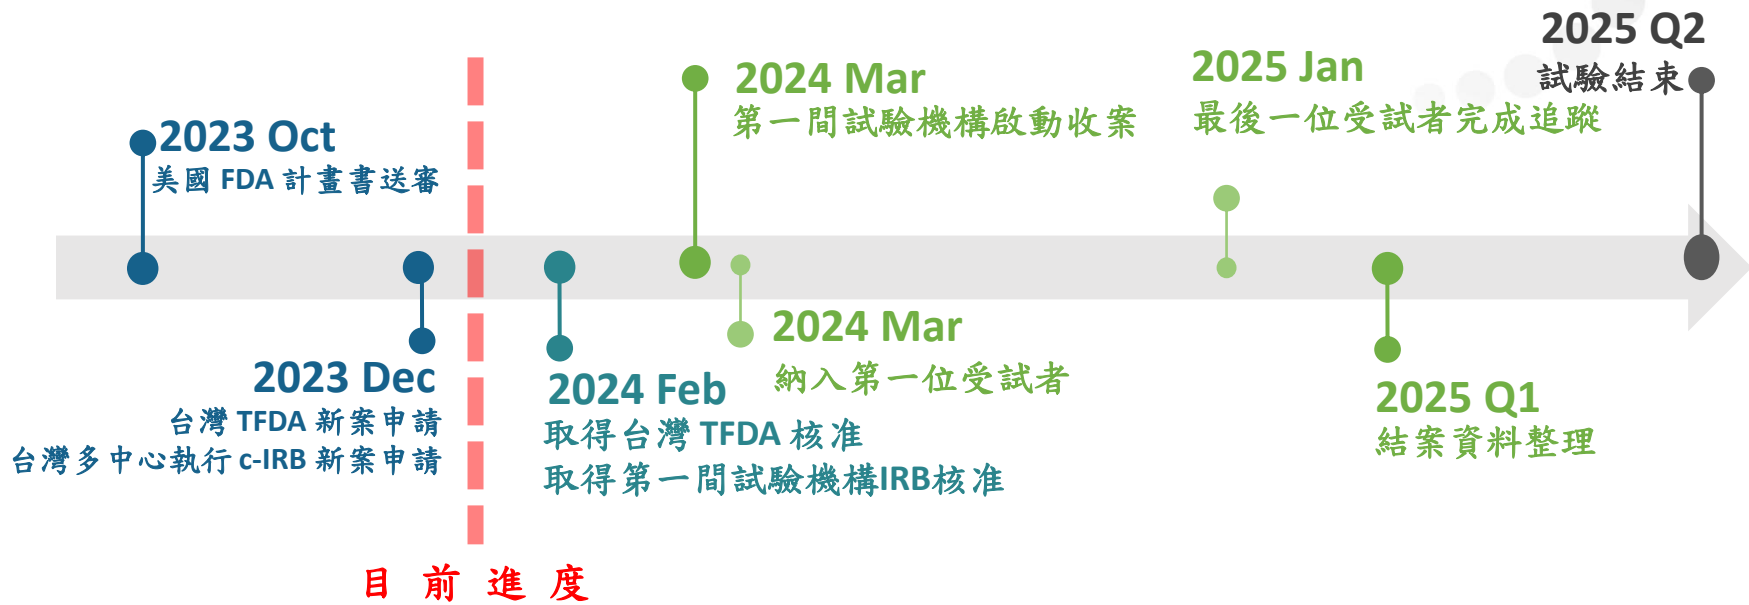 2023 Oct
美國 FDA 計畫書送審
2023 Dec
台灣 TFDA 新案申請
台灣多中心執行 c-IRB 新案申請
目前進度
2024 Feb
取得台灣 TFDA 核准
取得第一間試驗機構IRB核准
2024 Mar
第一間試驗機構啟動收案
2024 Mar
納入第一位受試者
2025 Jan
最後一位受試者完成追蹤
2025 Q1
結案資料整理
2025 Q2
試驗結束